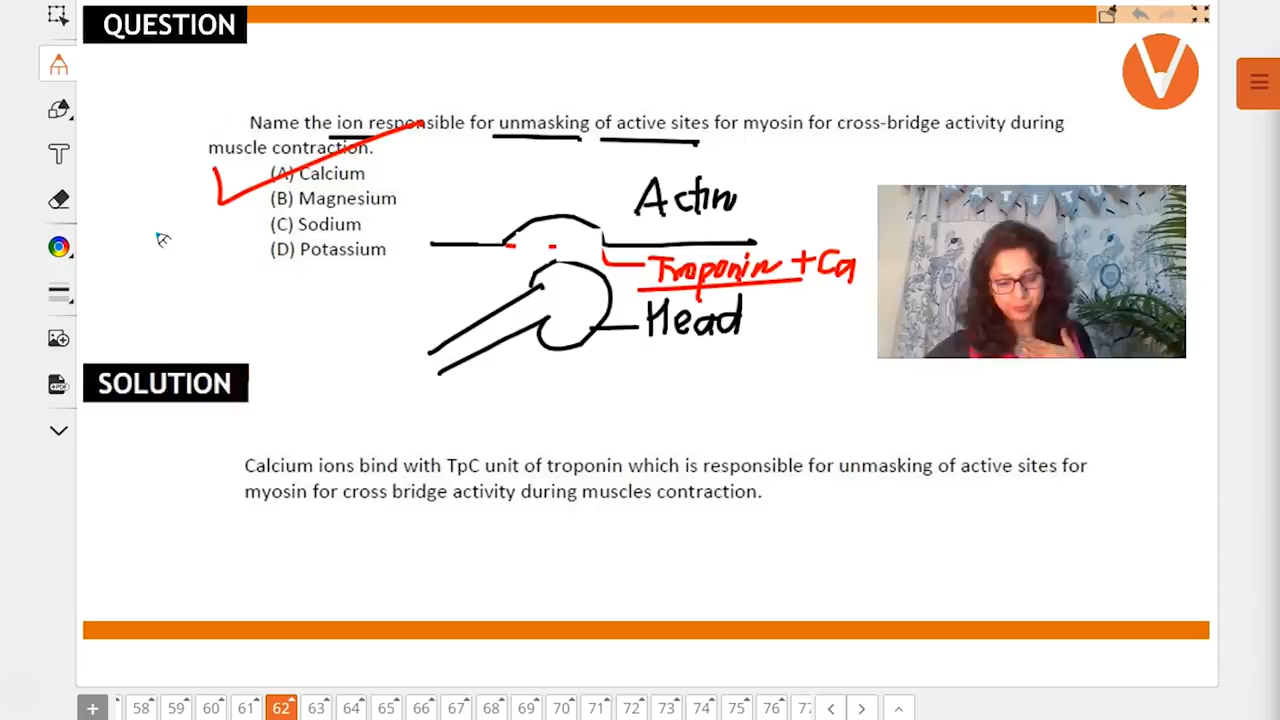 QUESTION
Name the ion responsible for unmasking of active sites for myosin for cross-bridge activity during
muscle contraction.
(A) Calcium
(B) Magnesium
(C) Sodium
(D) Potassium
Actin
Troponin + Ca
Head
SOLUTION
Calcium ions bind with TpC unit of troponin which is responsible for unmasking of active sites for
myosin for cross bridge activity during muscles contraction.
+ 58 59 60 61 62 63 64 65 66 67 68 69 70 71 72 73 74 75 76